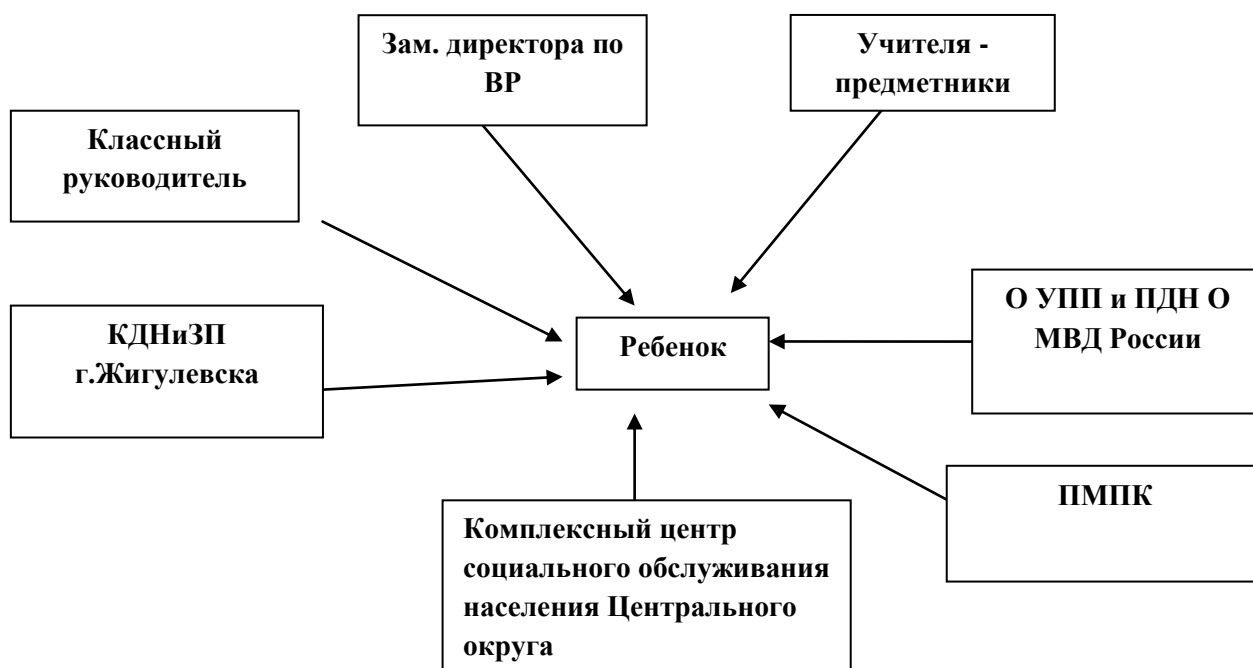 Зам. директора по
ВР
Учителя -
предметники
Классный
руководитель
О УПП и ПДН О
МВД России
КДНиЗП
г.Жигулевска
Ребенок
ПМПК
Комплексный центр
социального обслуживания
населения Центрального
округа